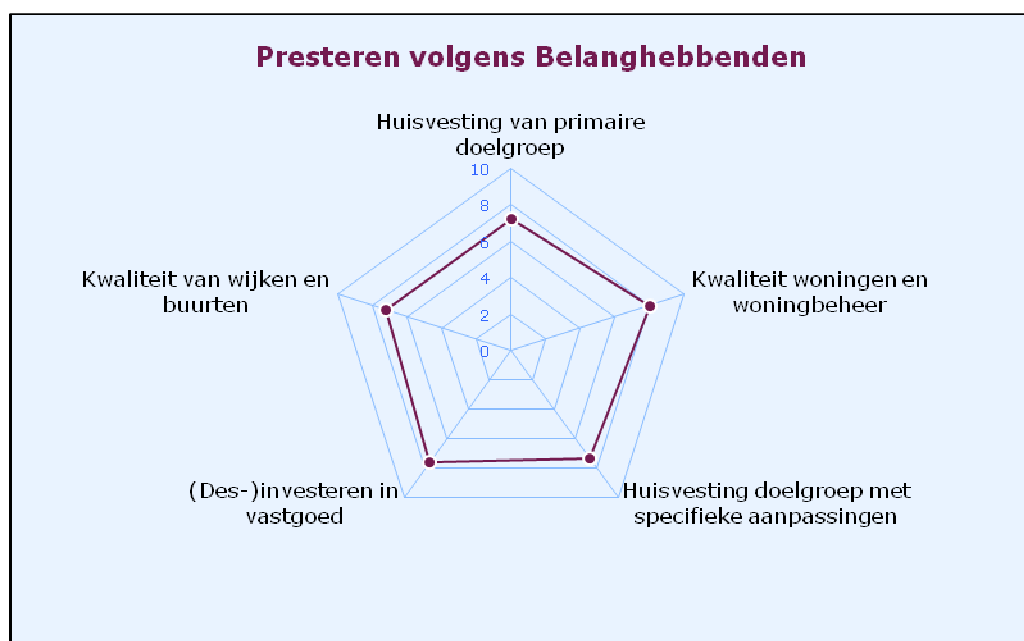 Presteren volgens Belanghebbenden
Huisvesting van primaire
doelgroep
10
8
6
4
2
0
Kwaliteit van wijken en
buurten
Kwaliteit woningen en
woningbeheer
(Des-)investeren in
vastgoed
Huisvesting doelgroep met
specifieke aanpassingen